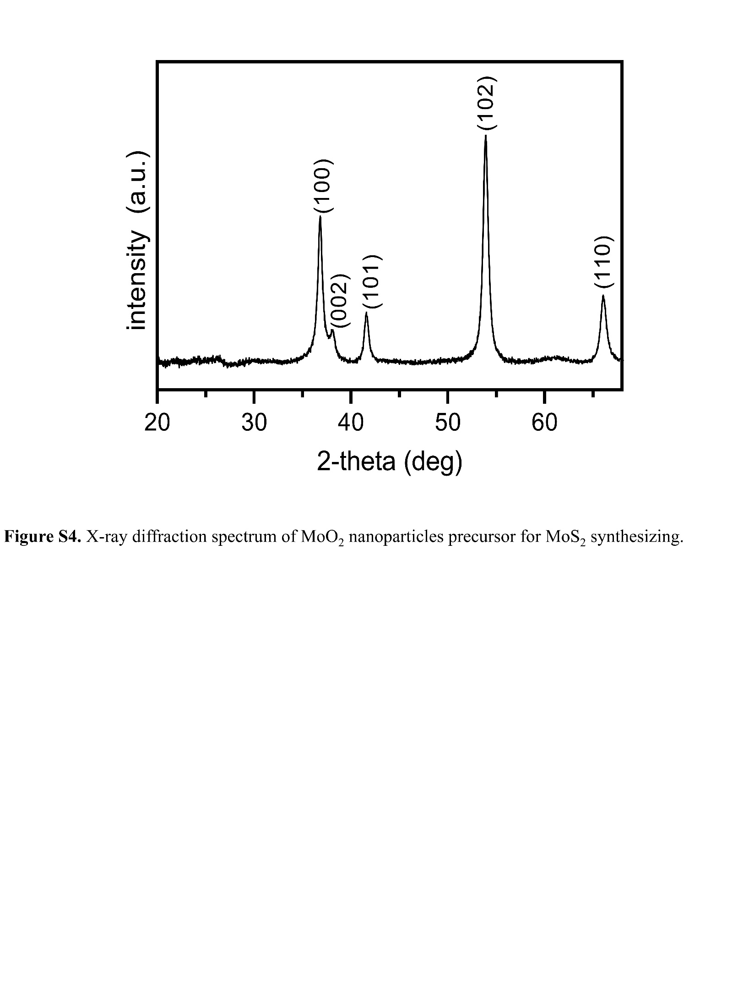 (102)
(100)
(110)
(101)
(002)
intensity (a.u.)
20 30 40 50 60
2-theta (deg)
Figure S4. X-ray diffraction spectrum of MoO₂ nanoparticles precursor for MoS₂ synthesizing.